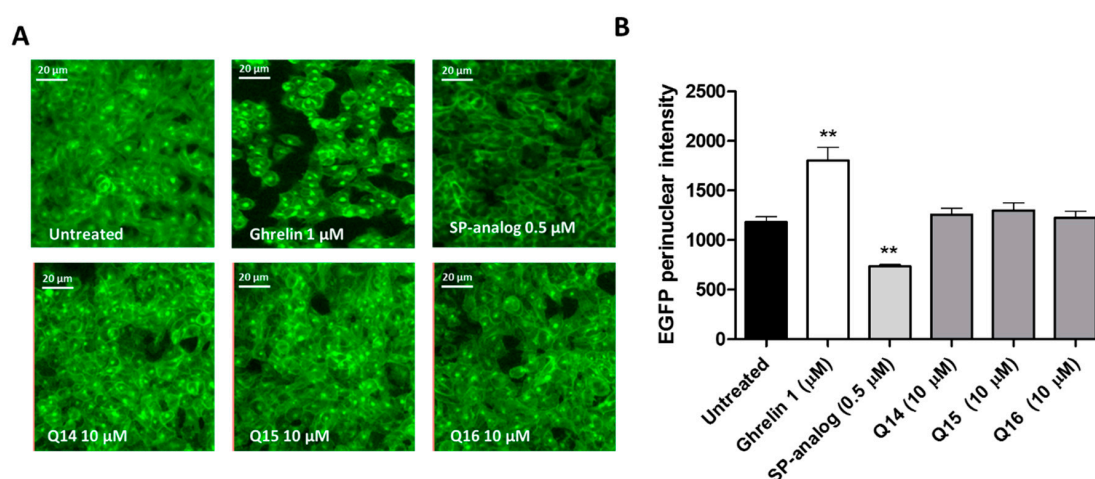 A
20 µm
Untreated
20 µm
Ghrelin 1 µM
20 µm
SP-analog 0.5 µM
20 µm
Q14 10 µM
20 µm
Q15 10 µM
20 µm
Q16 10 µM
B
EGFP perinuclear intensity
2500
2000
1500
1000
500
0
**
**
Untreated
Ghrelin 1 (µM)
SP-analog (0.5 µM)
Q14 (10 µM)
Q15 (10 µM)
Q16 (10 µM)